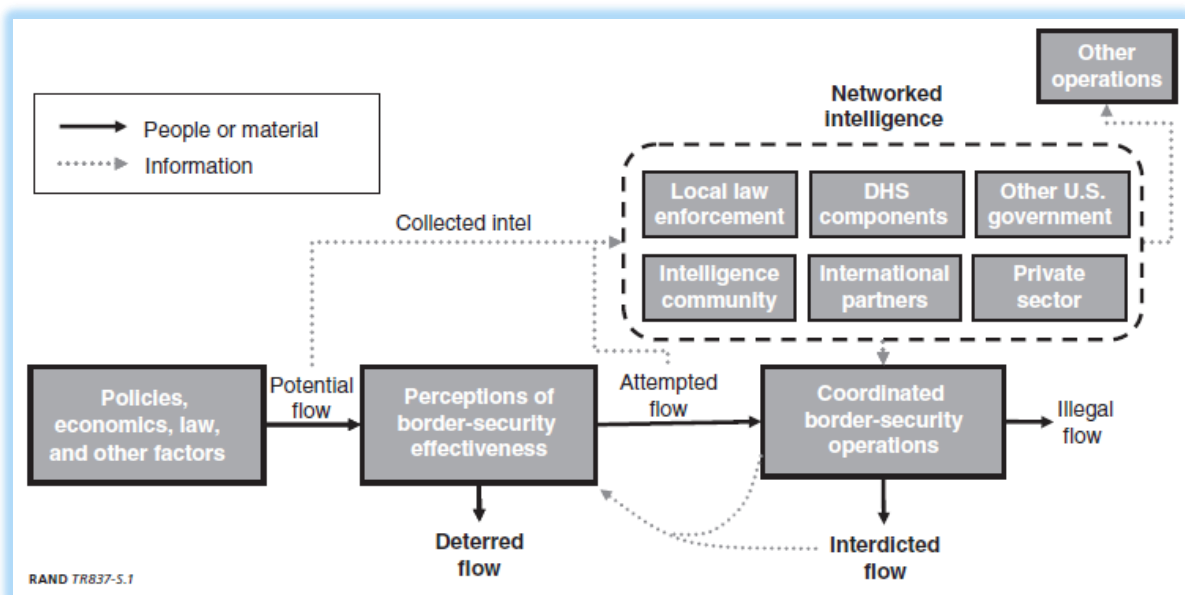 Other
operations
Networked
intelligence
People or material
Information
Local law
enforcement
DHS
components
Other U.S.
government
Collected intel
Intelligence
community
International
partners
Private
sector
Policies,
economics, law,
and other factors
Potential
flow
Perceptions of
border-security
effectiveness
Attempted
flow
Coordinated
border-security
operations
Illegal
flow
Deterred
flow
Interdicted
flow
RAND TR837-S.1